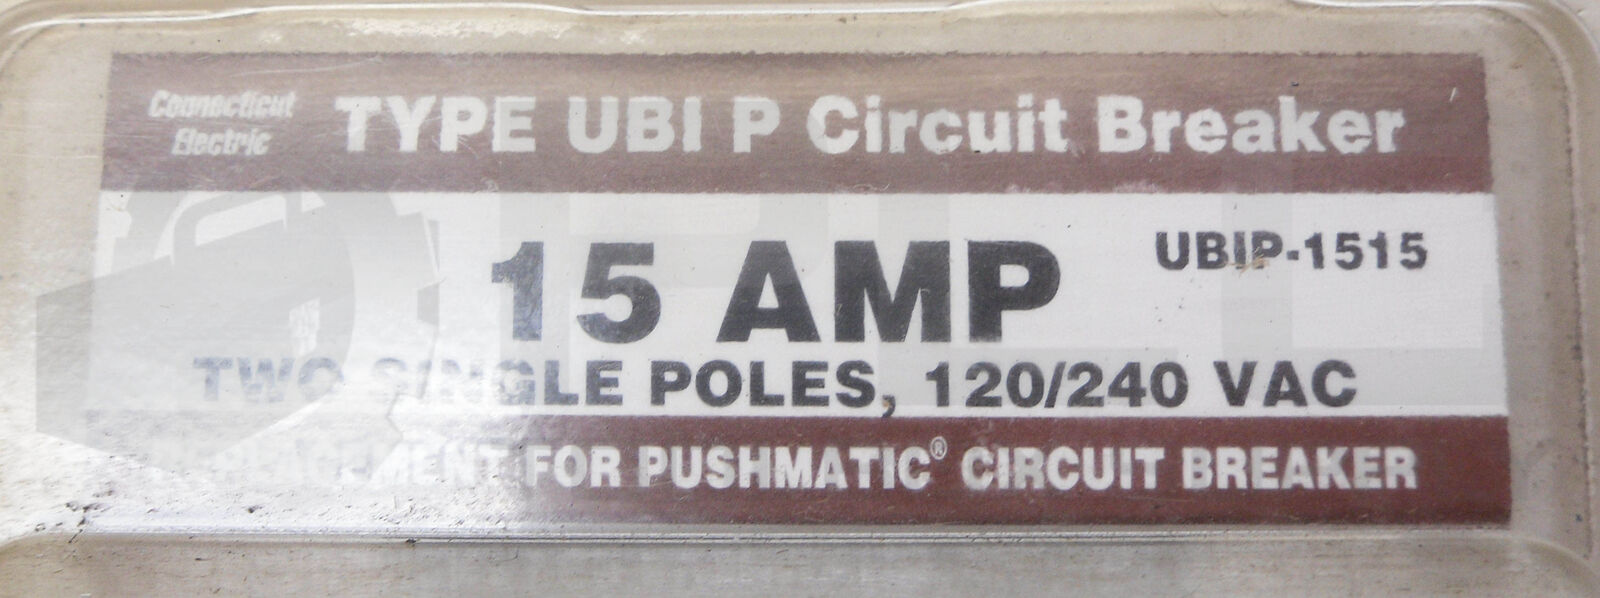 Connecticut
Electric
TYPE UBI P Circuit Breaker
15 AMP
UBIP-1515
TWO SINGLE POLES, 120/240 VAC
REPLACEMENT FOR PUSHMATIC® CIRCUIT BREAKER